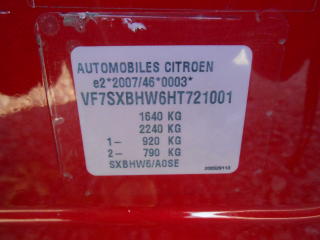 AUTOMOBILES CITROEN
e2*2007/46*0003*
VF7SXBHW6HT721001
1640 KG
2240 KG
1- 920 KG
2- 790 KG
SXBHW6/A0SE